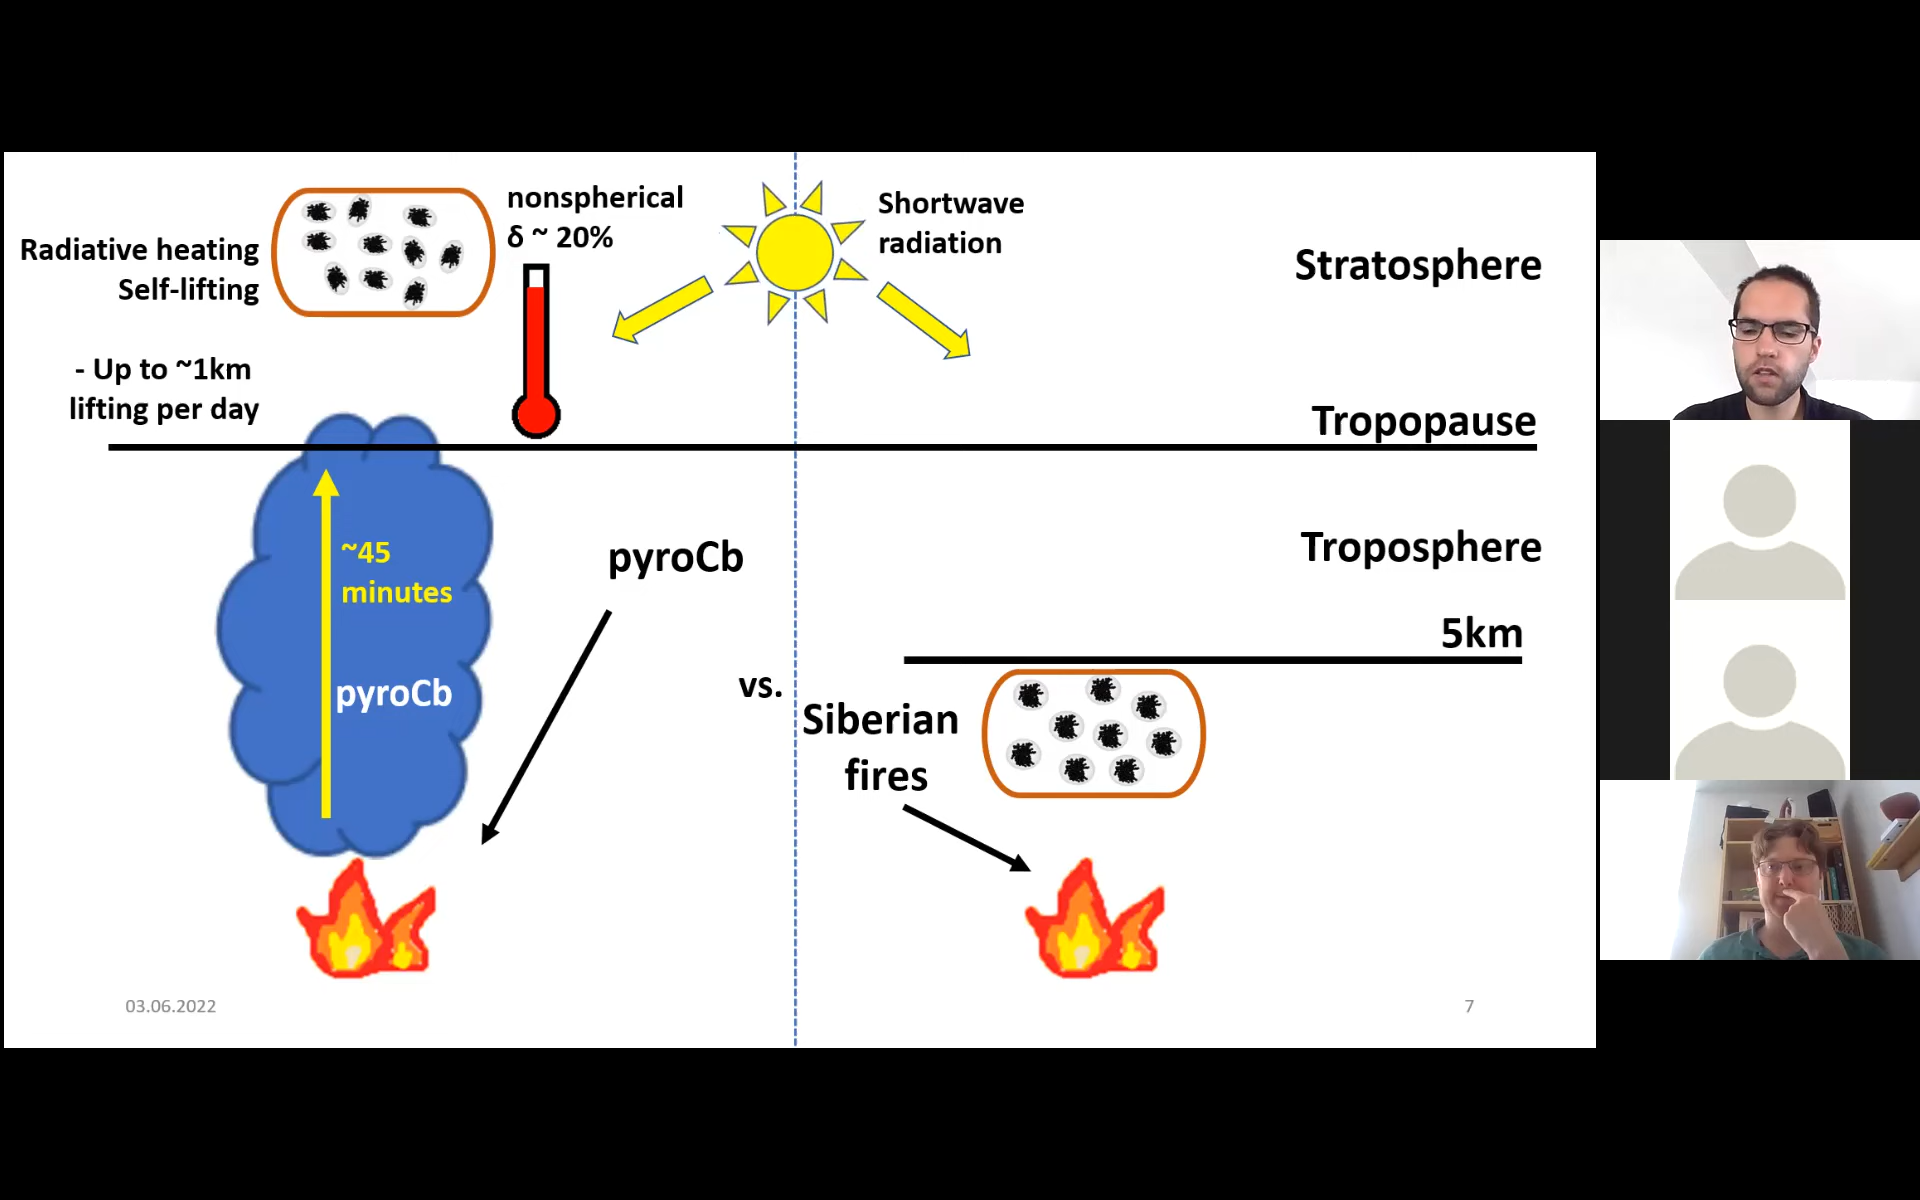 nonspherical
δ ~ 20%
Radiative heating
Self-lifting
Shortwave
radiation
Stratosphere
- Up to ~1km
lifting per day
Tropopause
~45
minutes
pyroCb
pyroCb
Troposphere
5km
vs.
Siberian
fires
03.06.2022
7